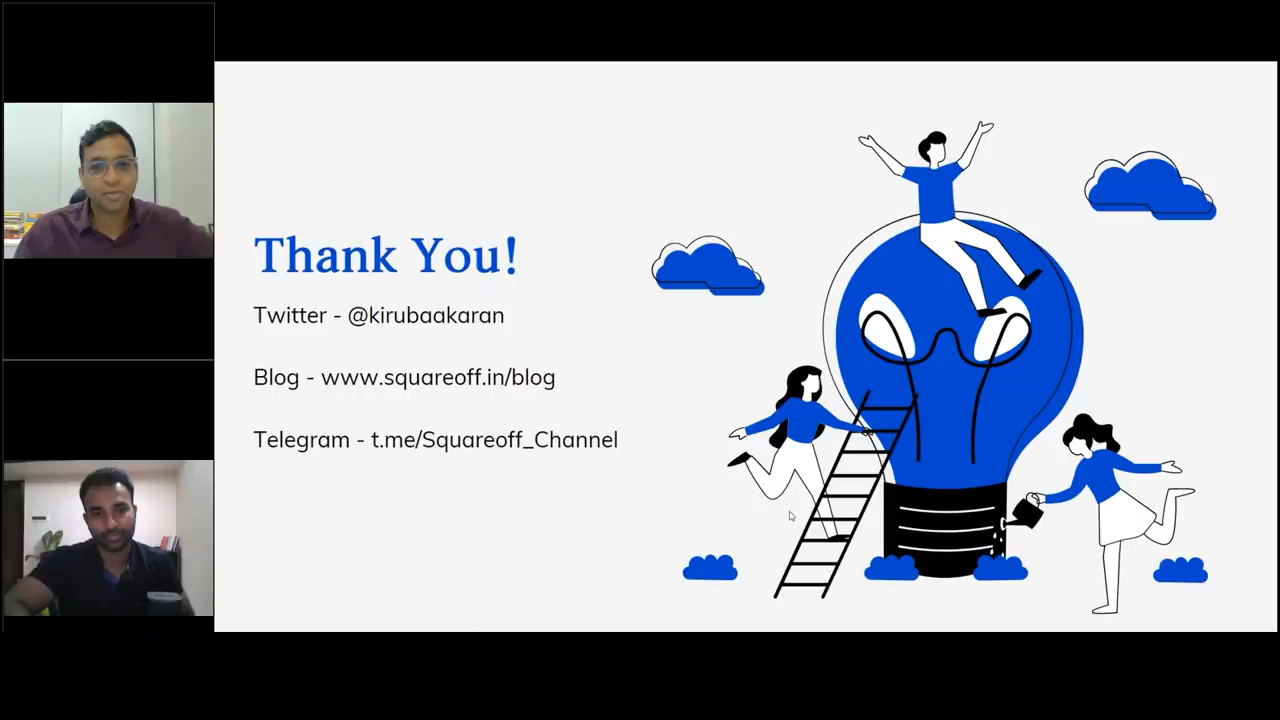 Thank You!
Twitter - @kirubaakaran
Blog - www.squareoff.in/blog
Telegram - t.me/Squareoff_Channel